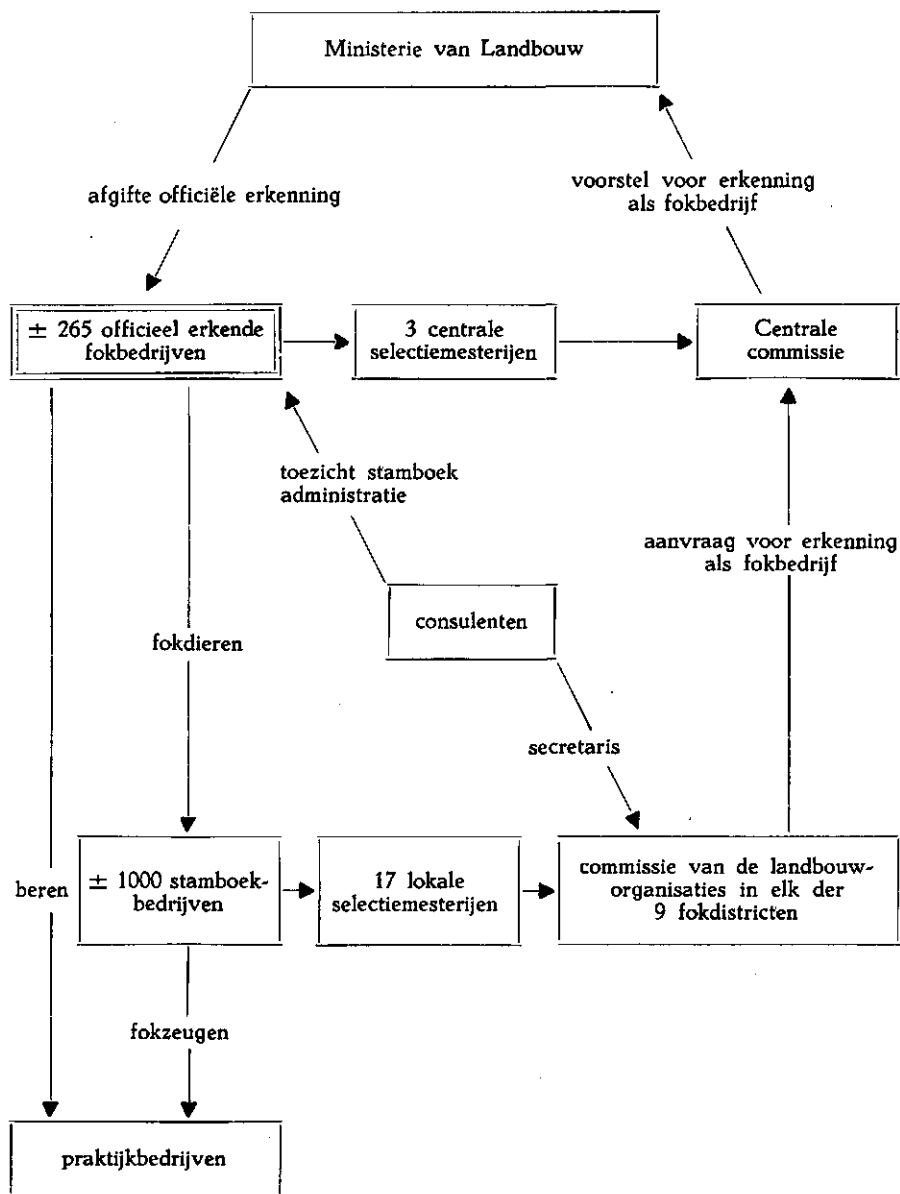 Ministerie van Landbouw
afgifte officiële erkenning
voorstel voor erkenning
als fokbedrijf
± 265 officieel erkende
fokbedrijven
3 centrale
selectiemesterijen
Centrale
commissie
toezicht stamboek
administratie
aanvraag voor erkenning
als fokbedrijf
consulenten
fokdieren
secretaris
beren
± 1000 stamboek-
bedrijven
17 lokale
selectiemesterijen
commissie van de landbouw-
organisaties in elk der
9 fokdistricten
fokzeugen
praktijkbedrijven